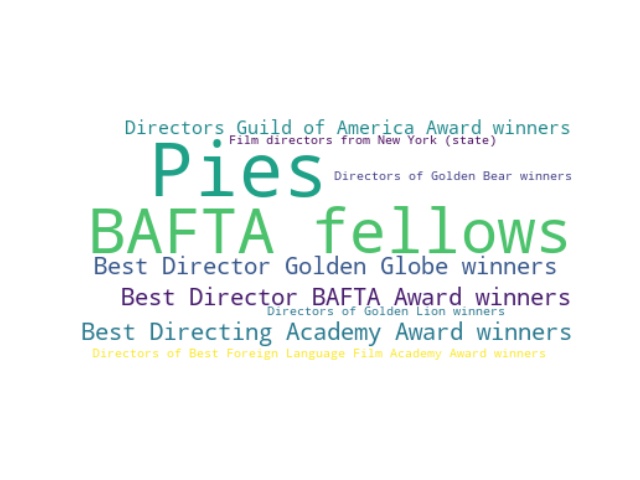 Directors Guild of America Award winners
Film directors from New York (state)
Pies
Directors of Golden Bear winners
BAFTA fellows
Best Director Golden Globe winners
Best Director BAFTA Award winners
Directors of Golden Lion winners
Best Directing Academy Award winners
Directors of Best Foreign Language Film Academy Award winners